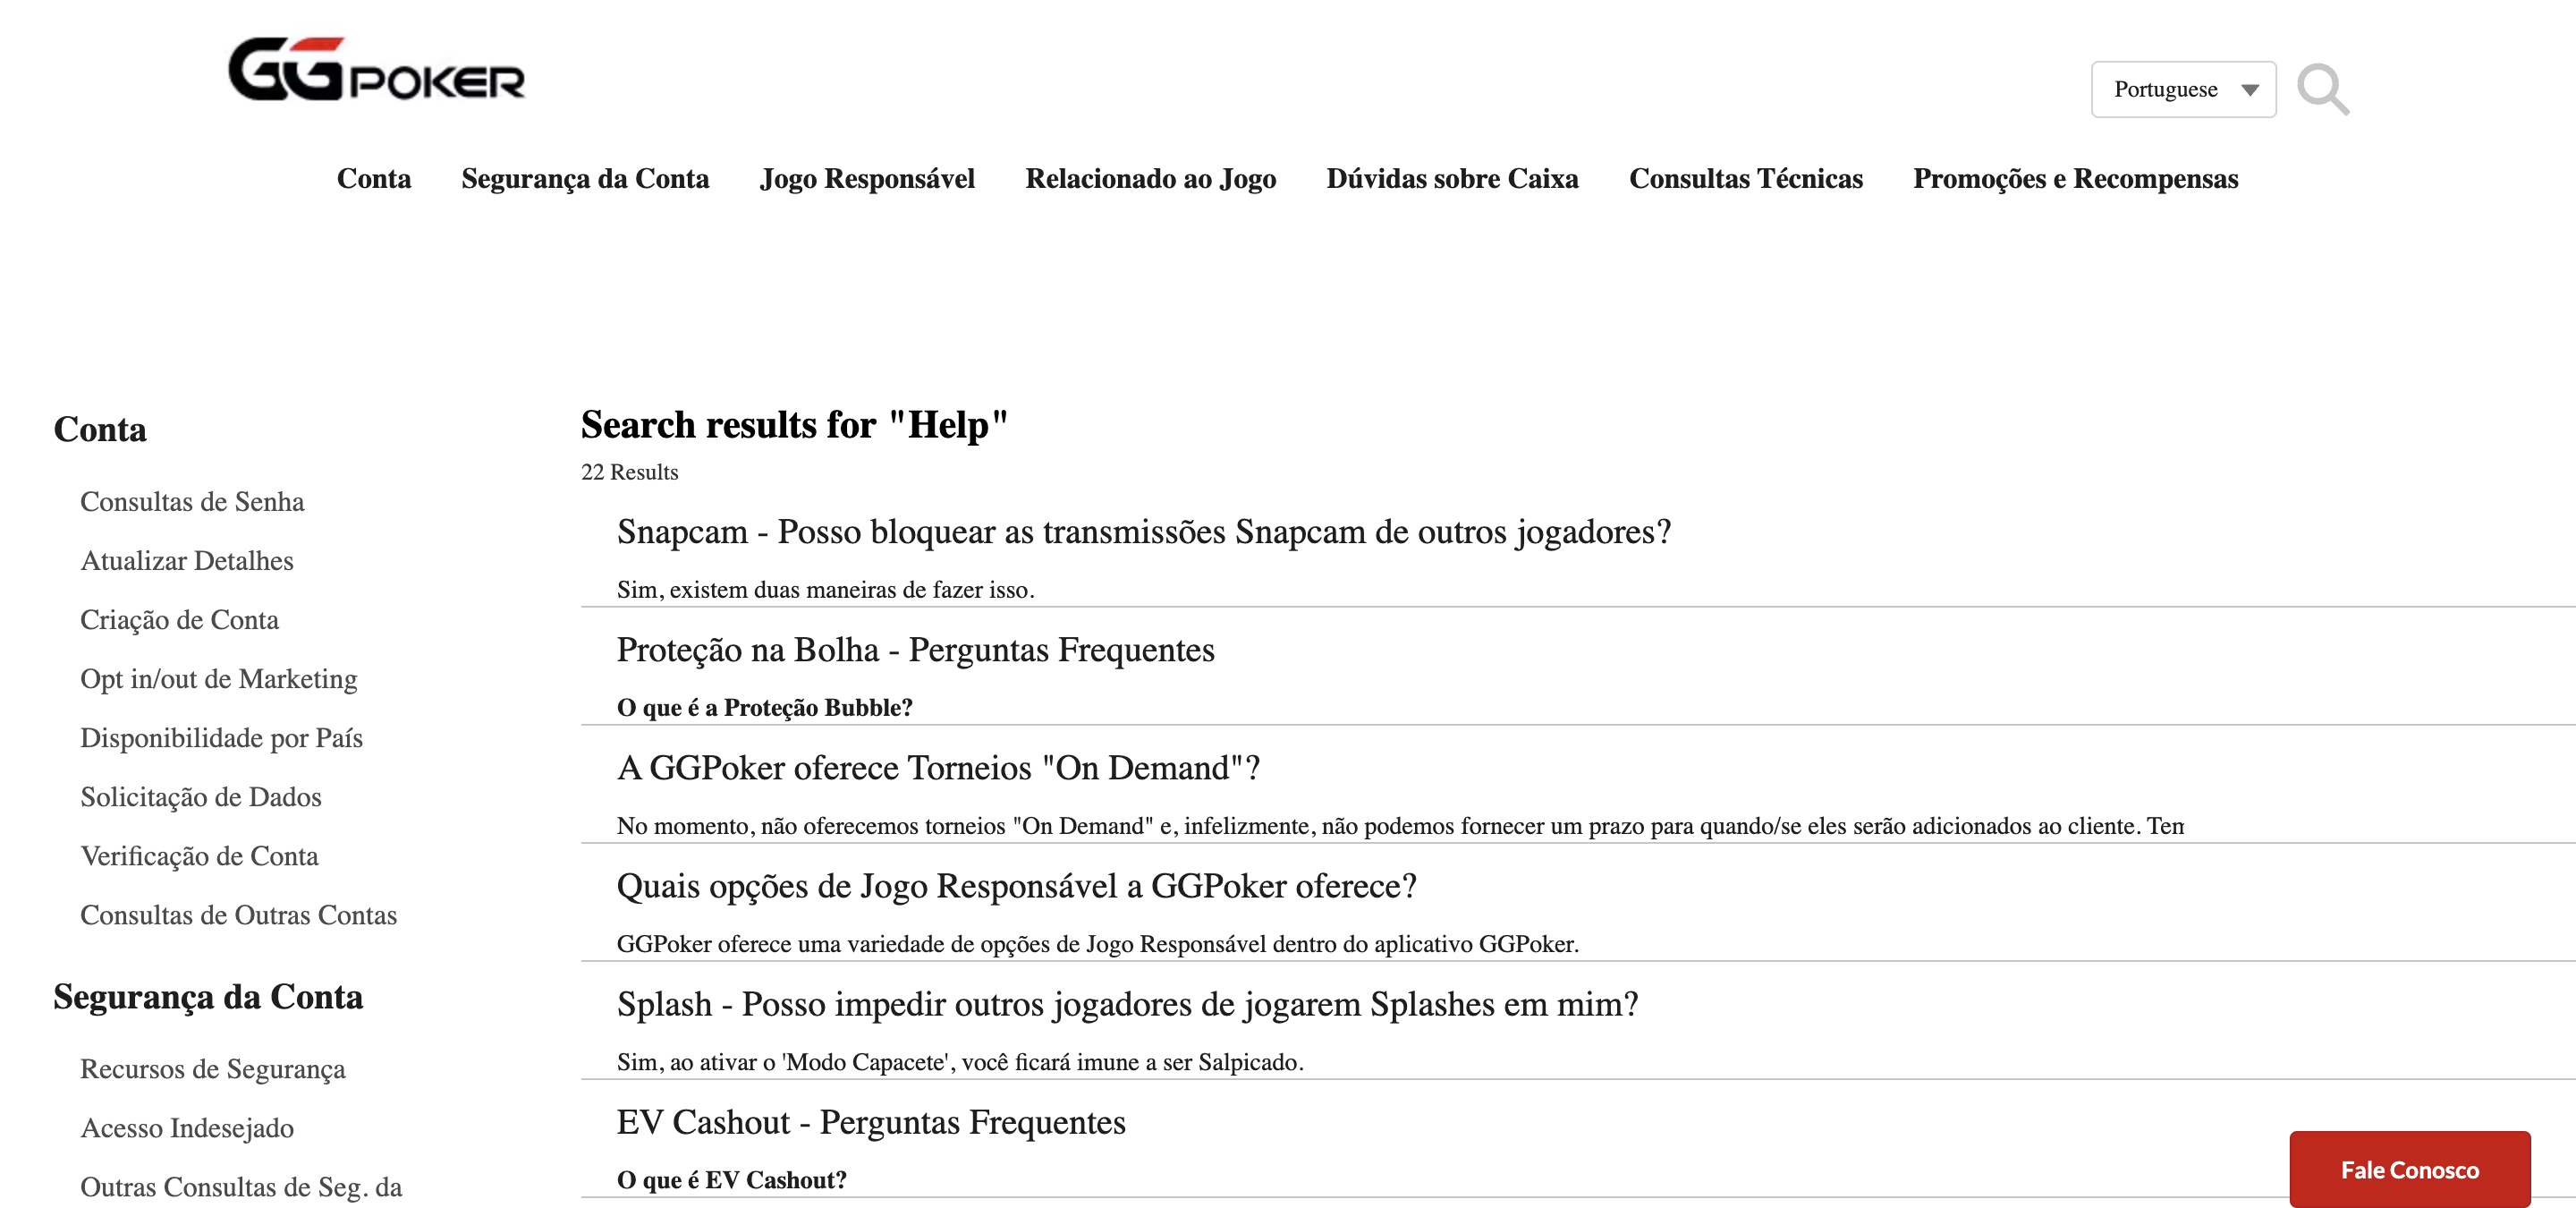 GGPOKER
Portuguese
Conta Segurança da Conta Jogo Responsável Relacionado ao Jogo Dúvidas sobre Caixa Consultas Técnicas Promoções e Recompensas
Conta
Consultas de Senha
Atualizar Detalhes
Criação de Conta
Opt in/out de Marketing
Disponibilidade por País
Solicitação de Dados
Verificação de Conta
Consultas de Outras Contas
Segurança da Conta
Recursos de Segurança
Acesso Indesejado
Outras Consultas de Seg. da
Search results for "Help"
22 Results
Snapcam - Posso bloquear as transmissões Snapcam de outros jogadores?
Sim, existem duas maneiras de fazer isso.
Proteção na Bolha - Perguntas Frequentes
O que é a Proteção Bubble?
A GGPoker oferece Torneios "On Demand"?
No momento, não oferecemos torneios "On Demand" e, infelizmente, não podemos fornecer um prazo para quando/se eles serão adicionados ao cliente.
Quais opções de Jogo Responsável a GGPoker oferece?
GGPoker oferece uma variedade de opções de Jogo Responsável dentro do aplicativo GGPoker.
Splash - Posso impedir outros jogadores de jogarem Splashes em mim?
Sim, ao ativar o 'Modo Capacete', você ficará imune a ser Salpicado.
EV Cashout - Perguntas Frequentes
O que é EV Cashout?
Fale Conosco